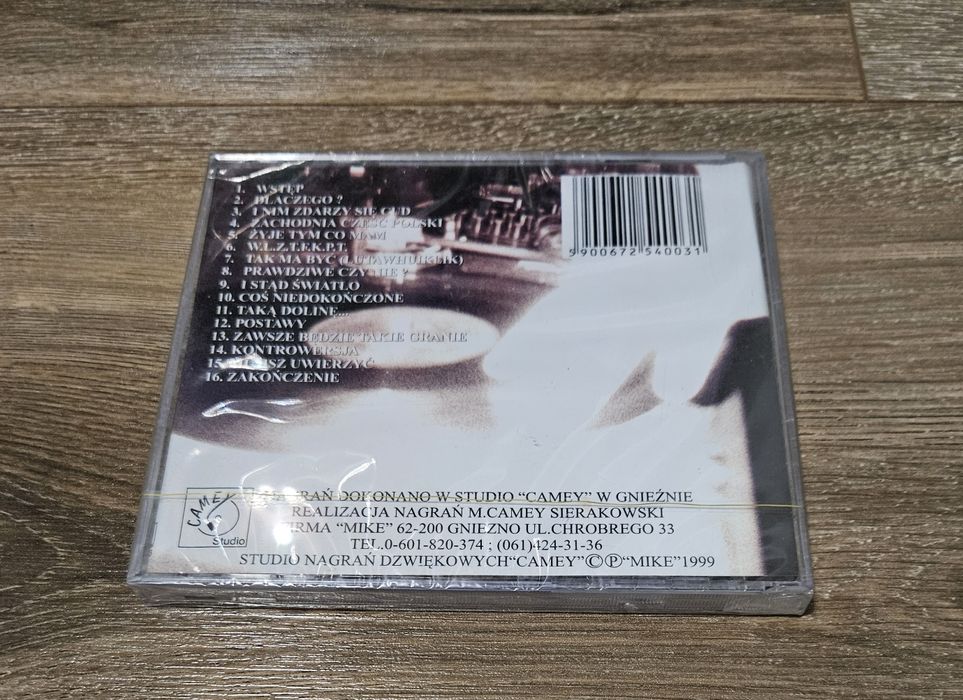 1. WSTĘP
2. DLACZEGO ?
3. I NIM ZDARZY SIĘ CUD
4. ZACHODNIA CZĘŚĆ POLSKI
5. ŻYJE TYM CO MAM
6. W.L.Z.T.E.K.P.T.
7. TAK MA BYĆ
8. PRAWDZIWE CZY NIE ?
9. I STĄD ŚWIATŁO
10. COŚ NIEDOKOŃCZONE
11. TAKĄ DOLINĘ...
12. POSTAWY
13. ZAWSZE BĘDZIE TAKIE GRANIE
14. KONTROWERSJA
15. UWIERZYĆ
16. ZAKOŃCZENIE
5900672 540031
CAMEY
Studio
NAGRAŃ DOKONANO W STUDIO “CAMEY” W GNIEŹNIE
REALIZACJA NAGRAŃ M.CAMEY SIERAKOWSKI
FIRMA “MIKE” 62-200 GNIEZNO UL.CHROBREGO 33
TEL.0-601-820-374 ; (061)424-31-36
STUDIO NAGRAŃ DZWIĘKOWYCH“CAMEY” ©℗“MIKE”1999